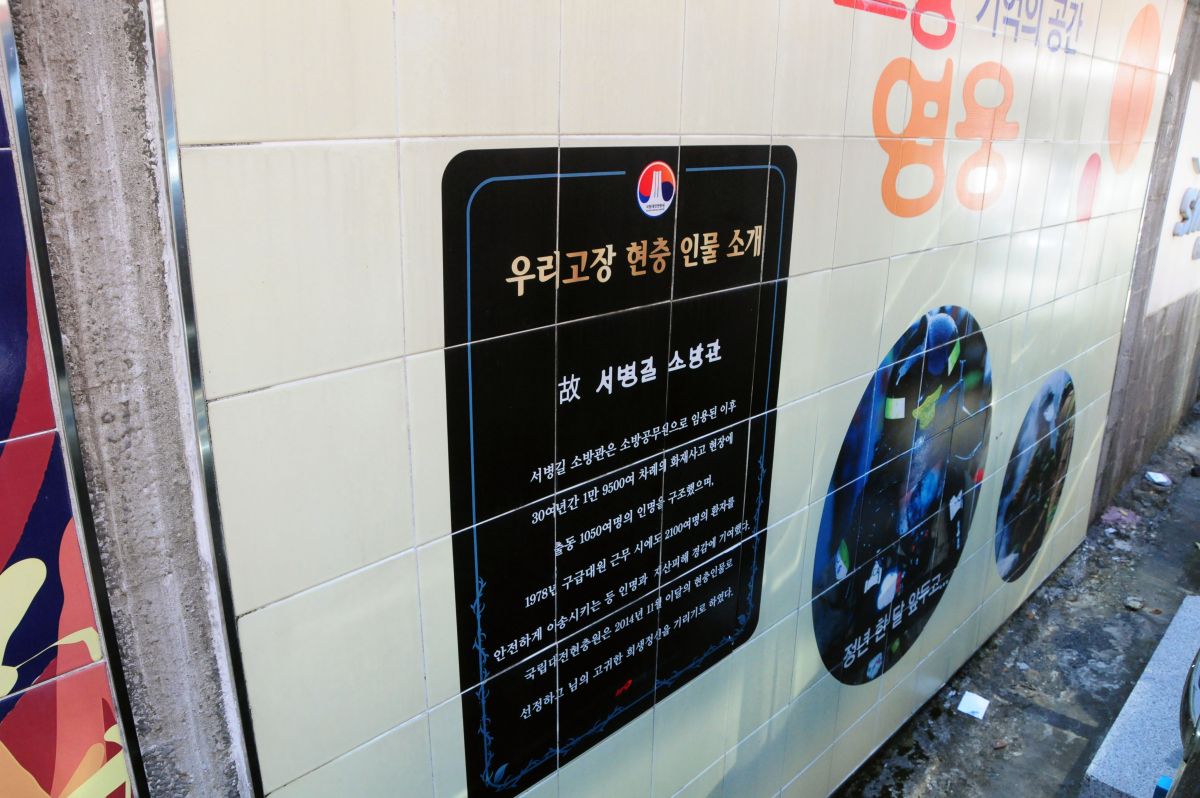 기억의 공간
영웅
우리고장 현충 인물 소개
故 서병길 소방관
서병길 소방관은 소방공무원으로 임용된 이후
30여년간 1만 9500여 차례의 화재사고 현장에
출동 1050여명의 인명을 구조했으며,
1978년 구급대원 근무 시에도 2100여명의 환자를
안전하게 이송시키는 등 인명과 재산피해 경감에 기여했다.
국립대전현충원은 2014년 11월 이달의 현충인물로
선정하고 님의 고귀한 희생정신을 기리기로 하였다.
정년 한 달 앞두고...